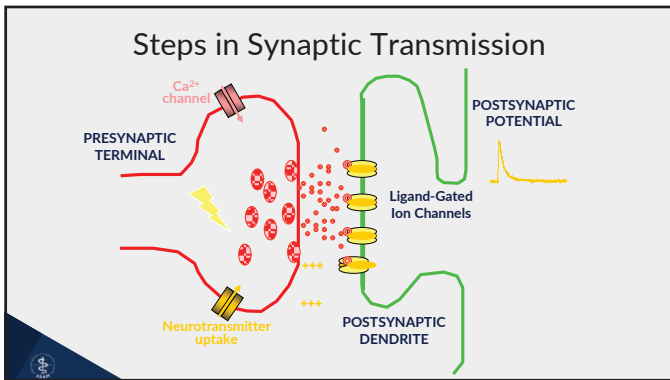 Steps in Synaptic Transmission
Ca²⁺
channel
PRESYNAPTIC
TERMINAL
POSTSYNAPTIC
POTENTIAL
Ligand-Gated
Ion Channels
+++
+++
Neurotransmitter
uptake
POSTSYNAPTIC
DENDRITE